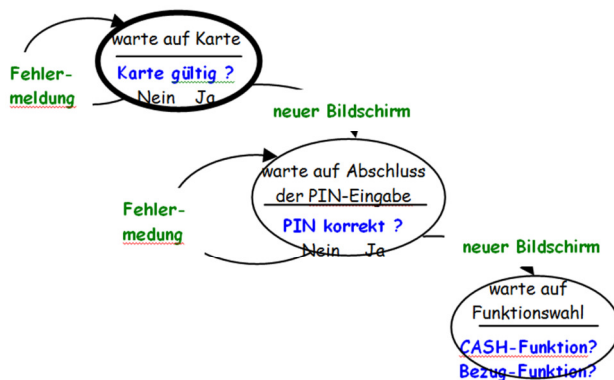 warte auf Karte
Karte gültig ?
Nein Ja
Fehler-
meldung
neuer Bildschirm
warte auf Abschluss
der PIN-Eingabe
PIN korrekt ?
Nein Ja
Fehler-
medung
neuer Bildschirm
warte auf
Funktionswahl
CASH-Funktion?
Bezug-Funktion?